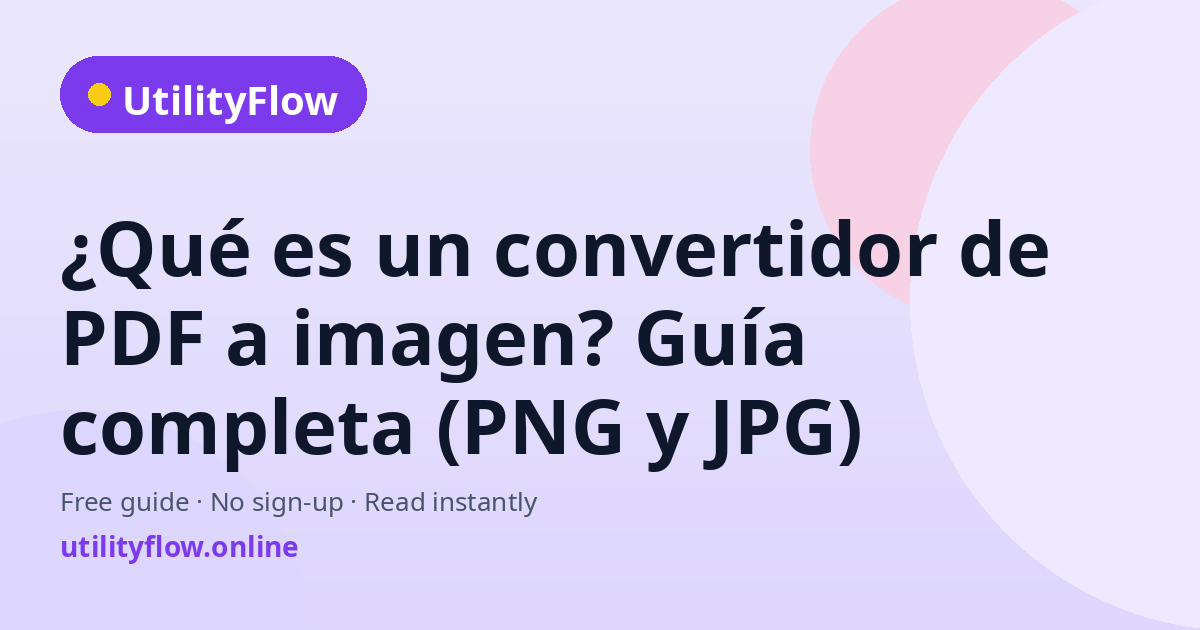 UtilityFlow
¿Qué es un convertidor de
PDF a imagen? Guía
completa (PNG y JPG)
Free guide · No sign-up · Read instantly
utilityflow.online